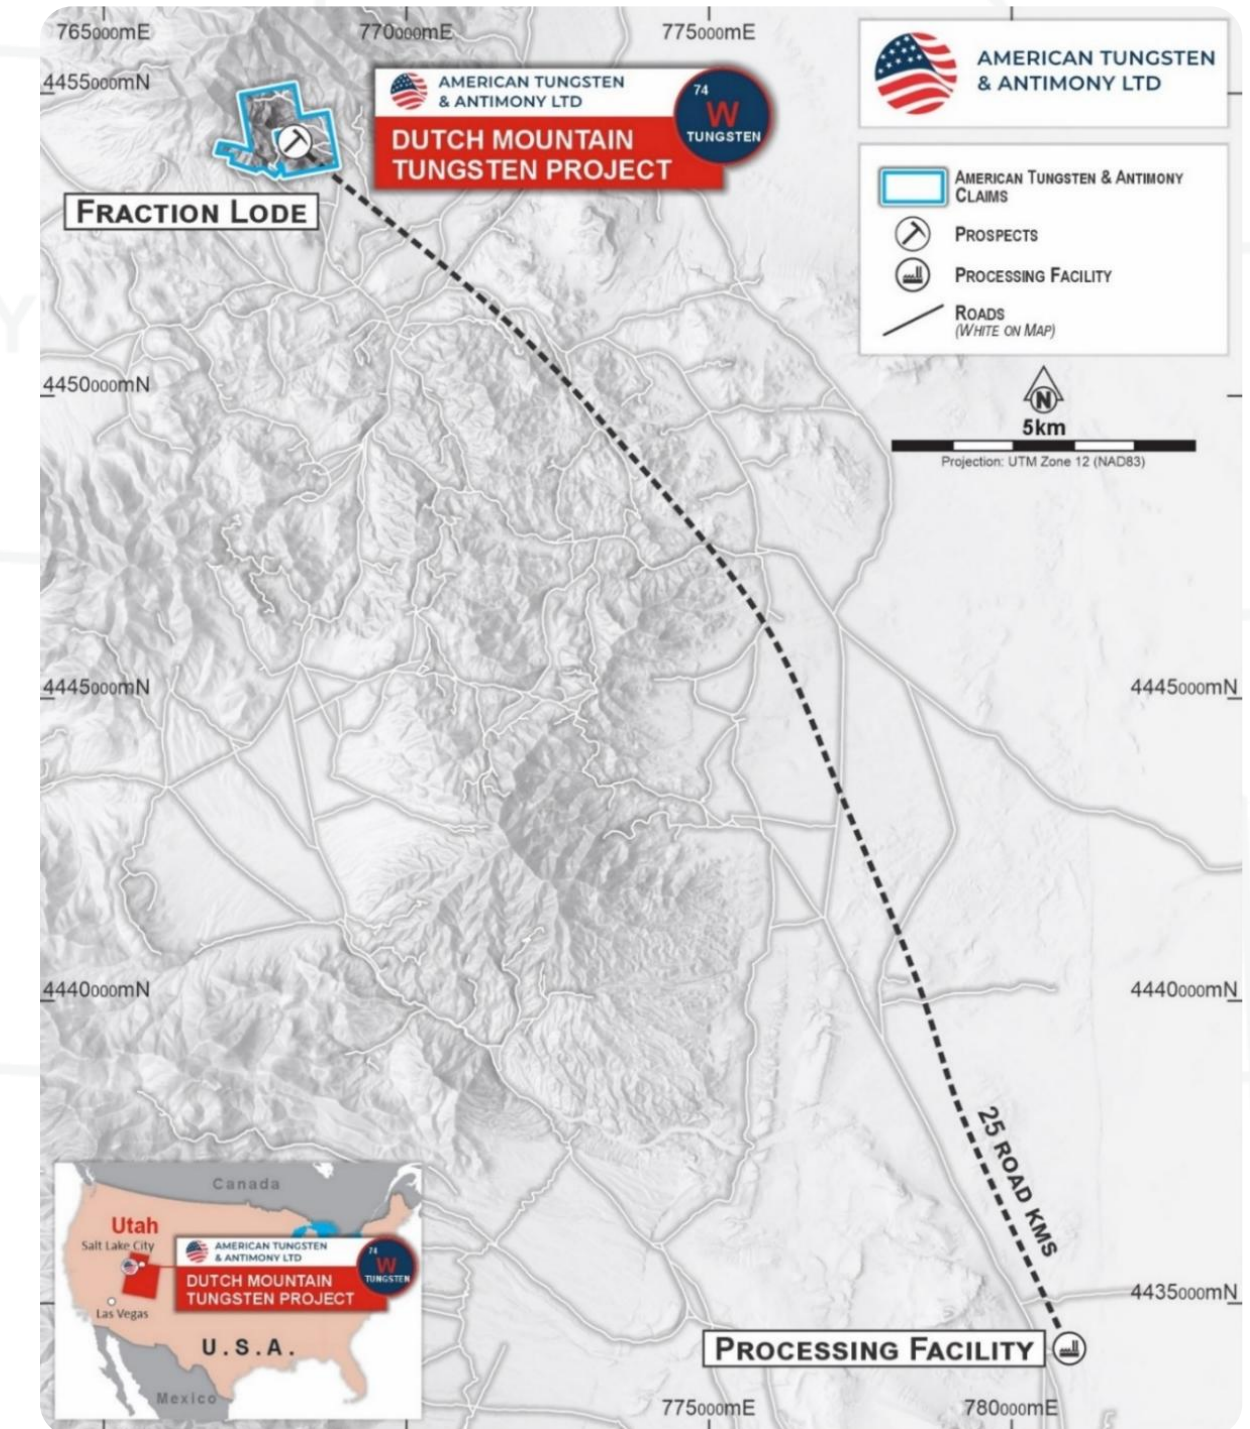 765000mE
770000mE
775000mE
4455000mN
AMERICAN TUNGSTEN
& ANTIMONY LTD
74
W
TUNGSTEN
DUTCH MOUNTAIN
TUNGSTEN PROJECT
AMERICAN TUNGSTEN
& ANTIMONY LTD
FRACTION LODE
AMERICAN TUNGSTEN & ANTIMONY
CLAIMS
PROSPECTS
PROCESSING FACILITY
ROADS
(WHITE ON MAP)
4450000mN
N
5km
Projection: UTM Zone 12 (NAD83)
4445000mN
4445000mN
4440000mN
4440000mN
25 ROAD KMS
Canada
Utah
Salt Lake City
AMERICAN TUNGSTEN
& ANTIMONY LTD
74
W
TUNGSTEN
DUTCH MOUNTAIN
TUNGSTEN PROJECT
Las Vegas
U.S.A.
Mexico
4435000mN
PROCESSING FACILITY
775000mE
780000mE